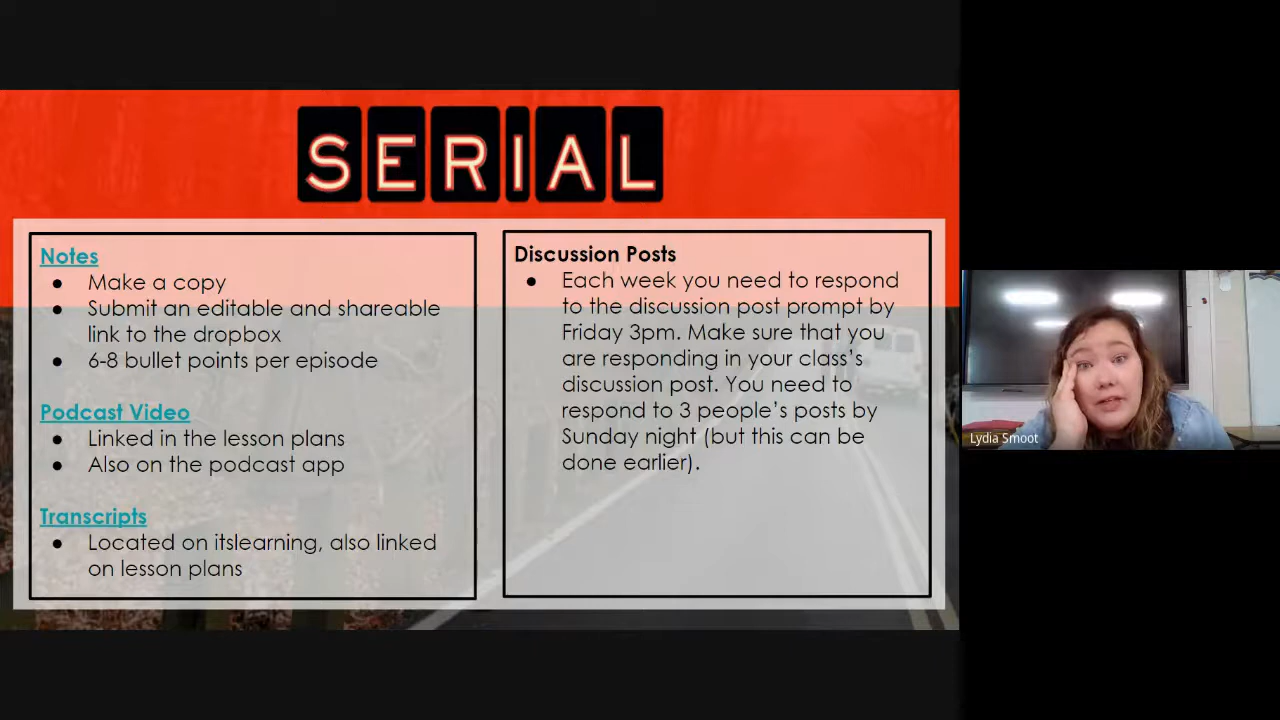 SERIAL
Notes
● Make a copy
● Submit an editable and shareable
link to the dropbox
● 6-8 bullet points per episode
Podcast Video
● Linked in the lesson plans
● Also on the podcast app
Transcripts
● Located on itslearning, also linked
on lesson plans
Discussion Posts
● Each week you need to respond
to the discussion post prompt by
Friday 3pm. Make sure that you
are responding in your class’s
discussion post. You need to
respond to 3 people’s posts by
Sunday night (but this can be
done earlier).
Lydia Smoot